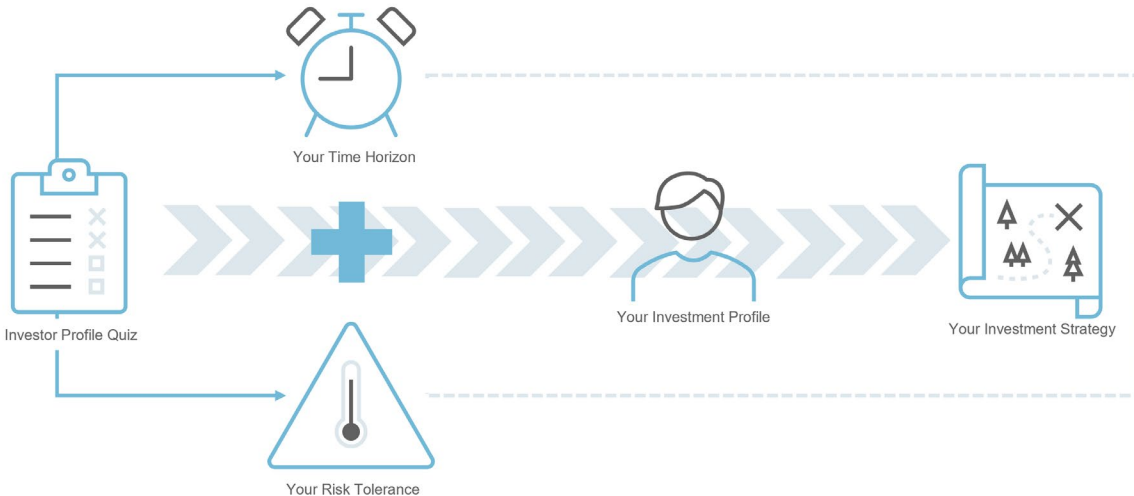 Your Time Horizon
Investor Profile Quiz
Your Investment Profile
Your Investment Strategy
Your Risk Tolerance